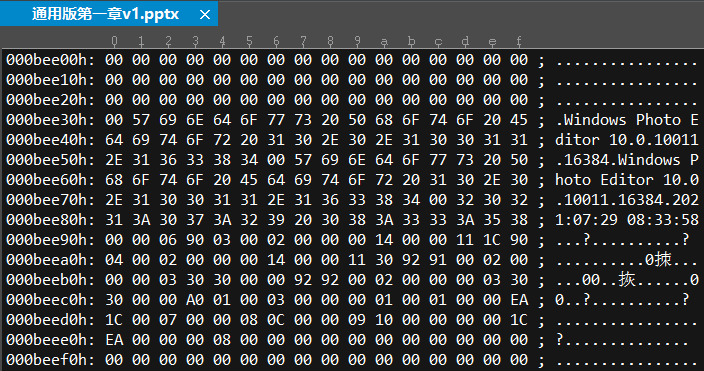 通用版第一章v1.pptx ×
0 1 2 3 4 5 6 7 8 9 a b c d e f
000bee00h: 00 00 00 00 00 00 00 00 00 00 00 00 00 00 00 00 ; ................
000bee10h: 00 00 00 00 00 00 00 00 00 00 00 00 00 00 00 00 ; ................
000bee20h: 00 00 00 00 00 00 00 00 00 00 00 00 00 00 00 00 ; ................
000bee30h: 00 57 69 6E 64 6F 77 73 20 50 68 6F 74 6F 20 45 ; .Windows Photo E
000bee40h: 64 69 74 6F 72 20 31 30 2E 30 2E 31 30 30 31 31 ; ditor 10.0.10011
000bee50h: 2E 31 36 33 38 34 00 57 69 6E 64 6F 77 73 20 50 ; .16384.Windows P
000bee60h: 68 6F 74 6F 20 45 64 69 74 6F 72 20 31 30 2E 30 ; hoto Editor 10.0
000bee70h: 2E 31 30 30 31 31 2E 31 36 33 38 34 00 32 30 32 ; .10011.16384.202
000bee80h: 31 3A 30 37 3A 32 39 20 30 38 3A 33 33 3A 35 38 ; 1:07:29 08:33:58
000bee90h: 00 00 06 90 03 00 02 00 00 00 14 00 00 11 1C 90 ; ...?..........?
000beea0h: 04 00 02 00 00 00 14 00 00 11 30 92 91 00 02 00 ; ..........0掚...
000beeb0h: 00 00 03 30 30 00 00 92 92 00 02 00 00 00 03 30 ; ...00..挗......0
000beec0h: 30 00 00 A0 01 00 03 00 00 00 01 00 01 00 00 EA ; 0..?..........?
000beed0h: 1C 00 07 00 00 08 0C 00 00 09 10 00 00 00 00 1C ; ................
000beee0h: EA 00 00 00 08 00 00 00 00 00 00 00 00 00 00 00 ; ?..............
000beef0h: 00 00 00 00 00 00 00 00 00 00 00 00 00 00 00 00 ; ................